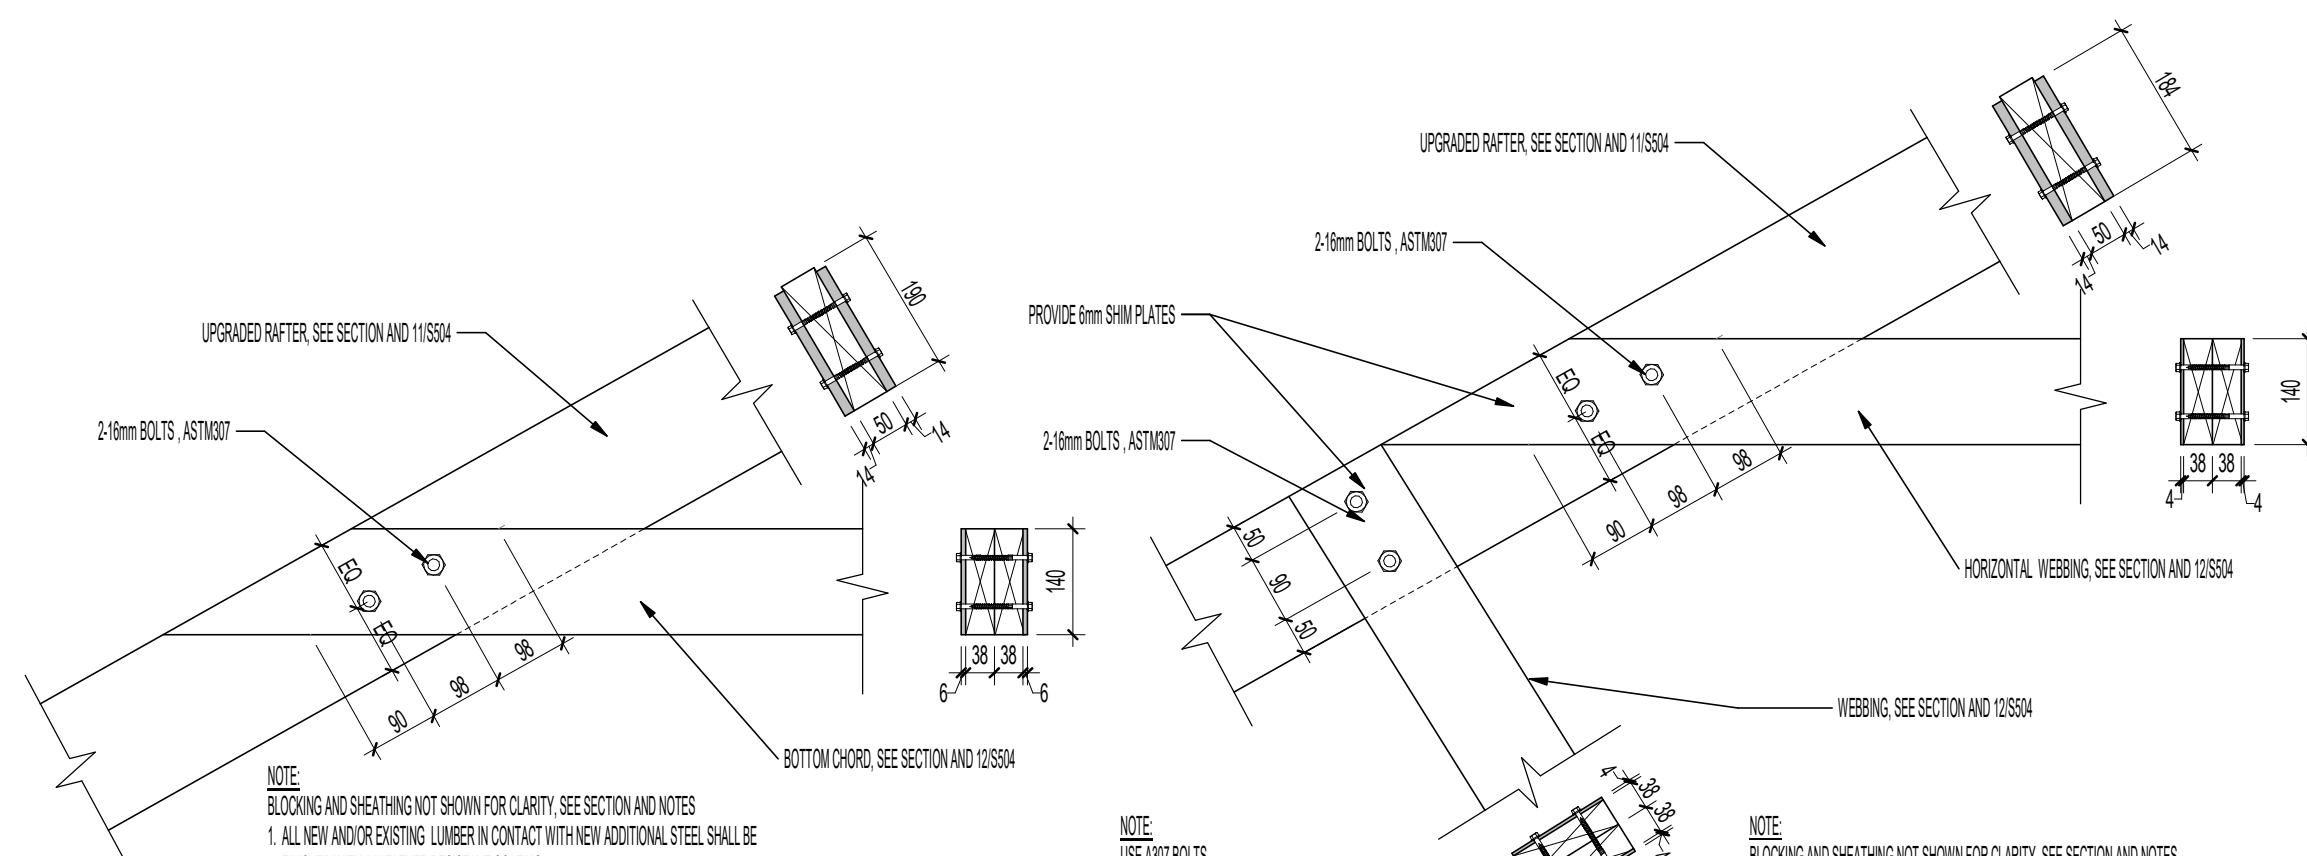 UPGRADED RAFTER, SEE SECTION AND 11/S504
2-16mm BOLTS , ASTM307
190
50
14
14
EQ
EQ
140
38 38
6
6
98
98
90
BOTTOM CHORD, SEE SECTION AND 12/S504
NOTE:
BLOCKING AND SHEATHING NOT SHOWN FOR CLARITY, SEE SECTION AND NOTES
1. ALL NEW AND/OR EXISTING LUMBER IN CONTACT WITH NEW ADDITIONAL STEEL SHALL BE
UPGRADED RAFTER, SEE SECTION AND 11/S504
184
2-16mm BOLTS , ASTM307
50
14
14
PROVIDE 6mm SHIM PLATES
EQ
EQ
140
2-16mm BOLTS , ASTM307
38 38
4
4
98
98
90
50
90
50
HORIZONTAL WEBBING, SEE SECTION AND 12/S504
WEBBING, SEE SECTION AND 12/S504
4
38
38
NOTE:
USE A307 BOLTS
NOTE:
BLOCKING AND SHEATHING NOT SHOWN FOR CLARITY, SEE SECTION AND NOTES